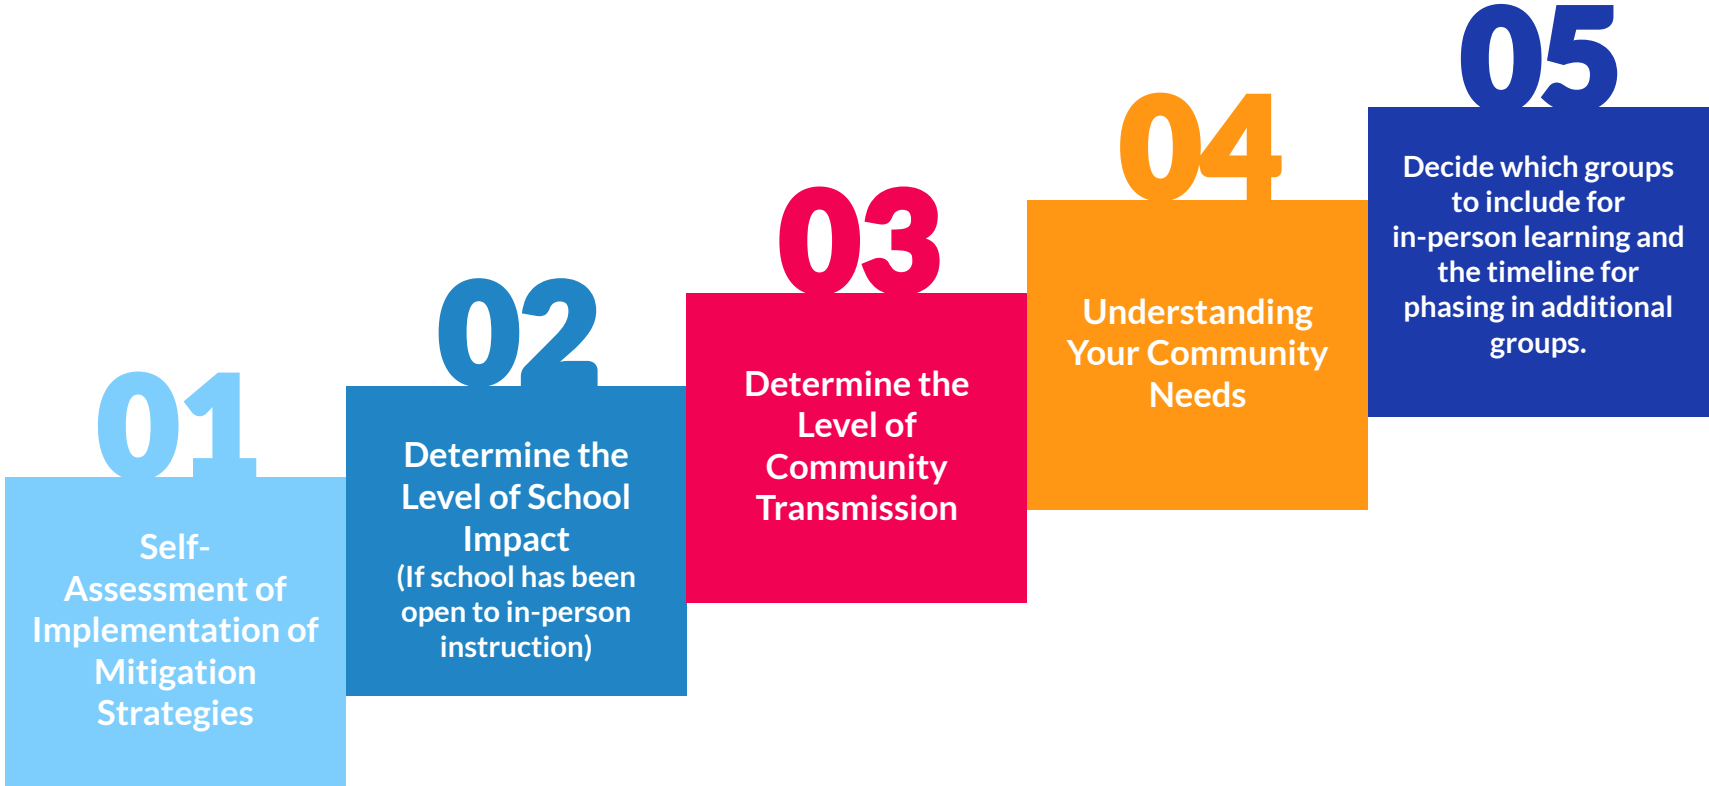 01
Self-
Assessment of
Implementation of
Mitigation
Strategies
02
Determine the
Level of School
Impact
(If school has been
open to in-person
instruction)
03
Determine the
Level of
Community
Transmission
04
Understanding
Your Community
Needs
05
Decide which groups
to include for
in-person learning and
the timeline for
phasing in additional
groups.